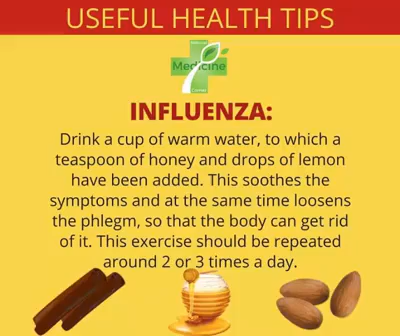 USEFUL HEALTH TIPS
Medicine
Center
INFLUENZA:
Drink a cup of warm water, to which a
teaspoon of honey and drops of lemon
have been added. This soothes the
symptoms and at the same time loosens
the phlegm, so that the body can get rid
of it. This exercise should be repeated
around 2 or 3 times a day.